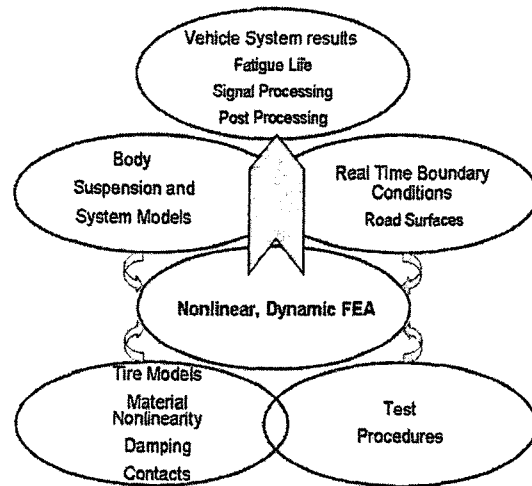 Vehicle System results
Fatigue Life
Signal Processing
Post Processing
Body
Suspension and
System Models
Real Time Boundary
Conditions
Road Surfaces
Nonlinear, Dynamic FEA
Tire Models
Material
Nonlinearity
Damping
Contacts
Test
Procedures